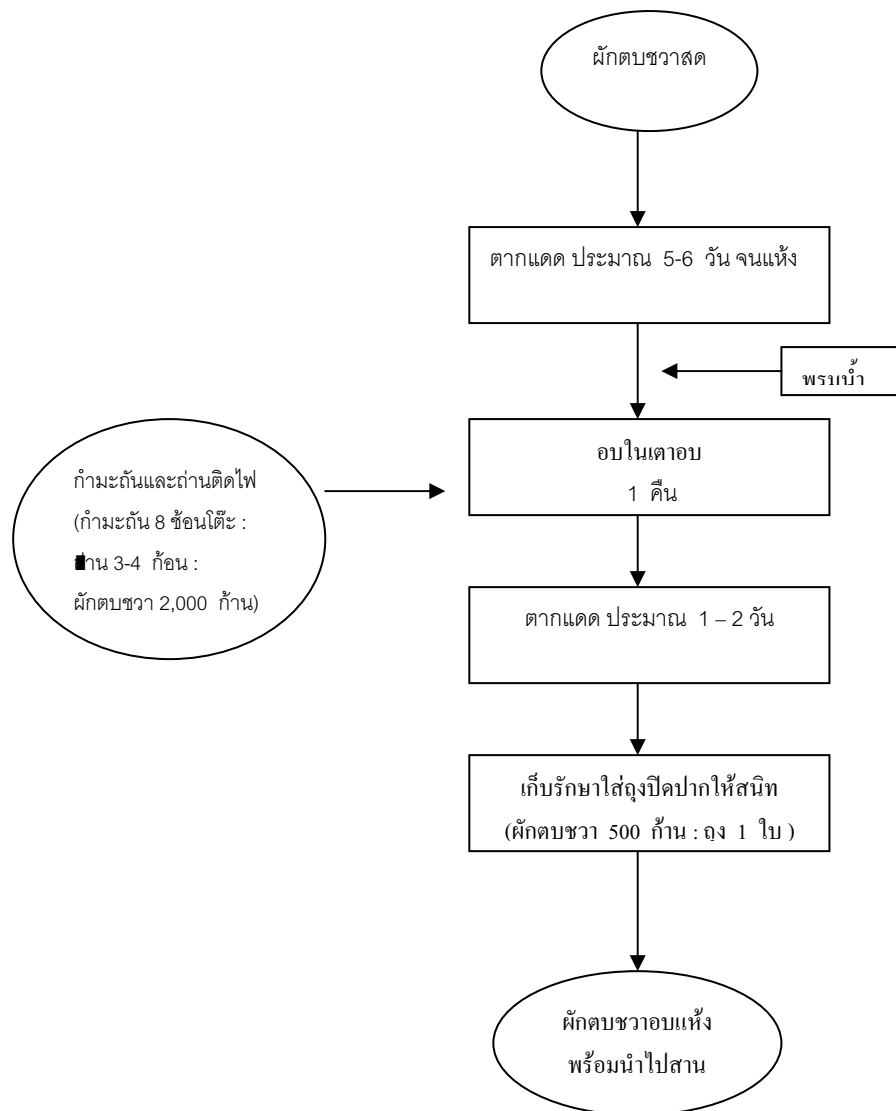 ผักตบชวาสด
ตากแดด ประมาณ 5-6 วัน จนแห้ง
พรมน้ำ
อบในเตาอบ
1 คืน
กำมะถันและถ่านติดไฟ
(กำมะถัน 8 ช้อนโต๊ะ :
3-4 ก้อน :
ผักตบชวา 2,000 ก้าน)
ตากแดด ประมาณ 1 – 2 วัน
เก็บรักษาใส่ถุงปิดปากให้สนิท
(ผักตบชวา 500 ก้าน : ถุง 1 ใบ )
ผักตบชวาอบแห้ง
พร้อมนำไปสาน